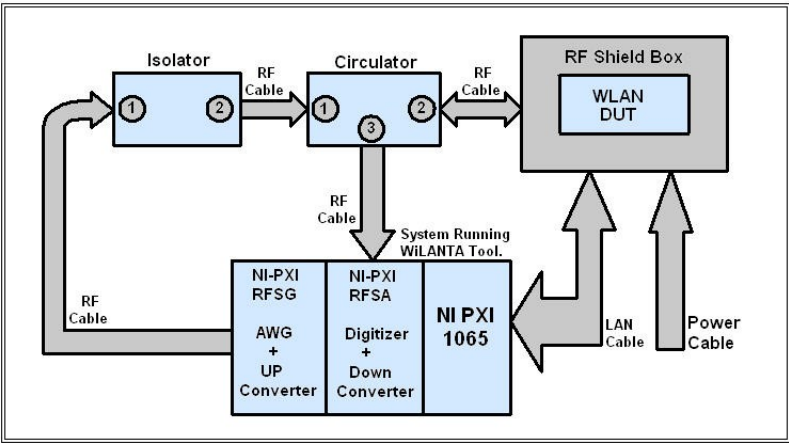 Isolator
1
2
RF
Cable
Circulator
1
2
3
RF
Cable
RF Shield Box
WLAN
DUT
RF
Cable
System Running
WiLANTA Tool.
RF
Cable
NI-PXI
RFSG
AWG
+
UP
Converter
NI-PXI
RFSA
Digitizer
+
Down
Converter
NI PXI
1065
LAN
Cable
Power
Cable